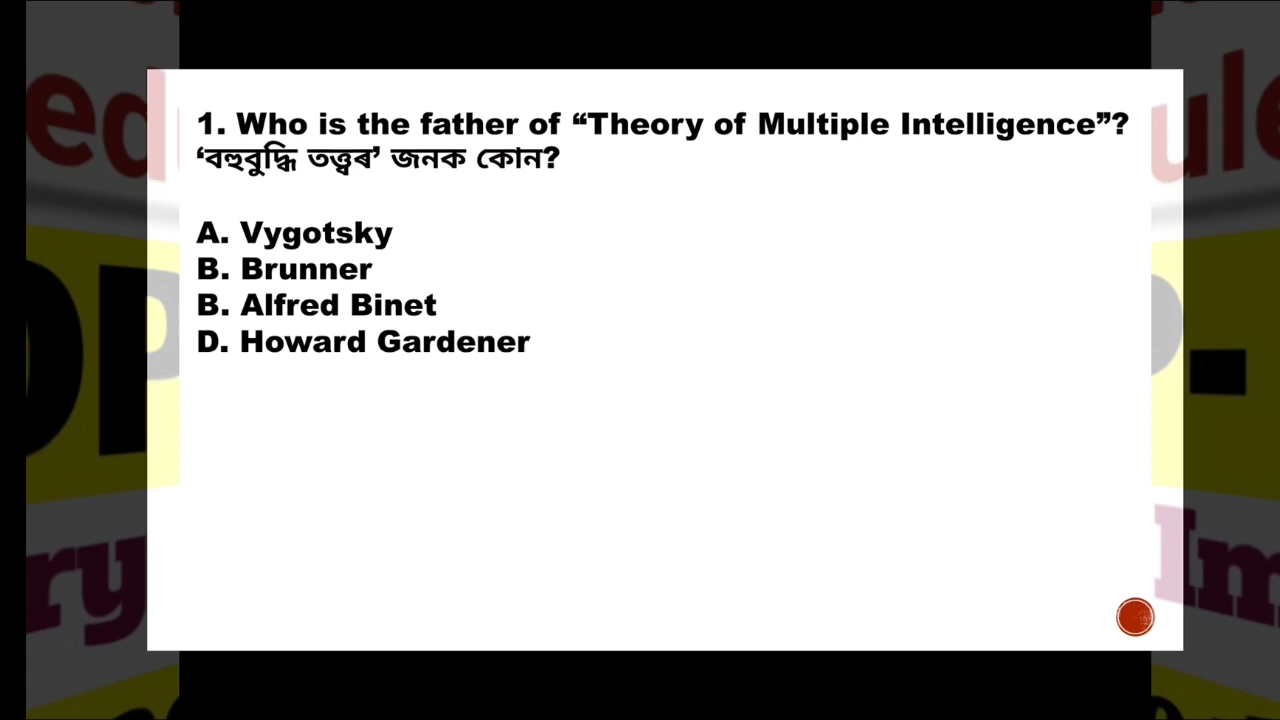 1. Who is the father of “Theory of Multiple Intelligence”?
‘বহুবুদ্ধি তত্ত্বৰ’ জনক কোন?
A. Vygotsky
B. Brunner
B. Alfred Binet
D. Howard Gardener